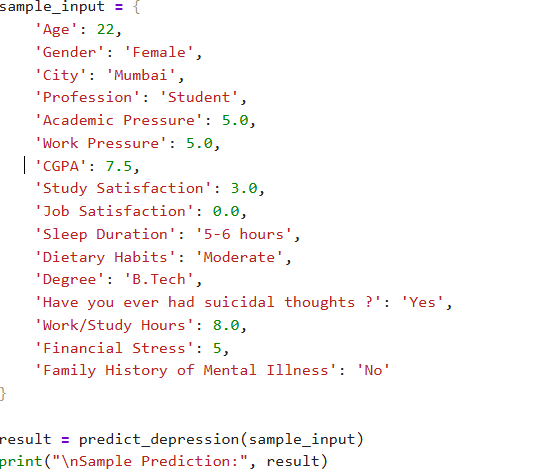 sample_input = {
    'Age': 22,
    'Gender': 'Female',
    'City': 'Mumbai',
    'Profession': 'Student',
    'Academic Pressure': 5.0,
    'Work Pressure': 5.0,
    'CGPA': 7.5,
    'Study Satisfaction': 3.0,
    'Job Satisfaction': 0.0,
    'Sleep Duration': '5-6 hours',
    'Dietary Habits': 'Moderate',
    'Degree': 'B.Tech',
    'Have you ever had suicidal thoughts ?': 'Yes',
    'Work/Study Hours': 8.0,
    'Financial Stress': 5,
    'Family History of Mental Illness': 'No'
}
result = predict_depression(sample_input)
print("\nSample Prediction:", result)